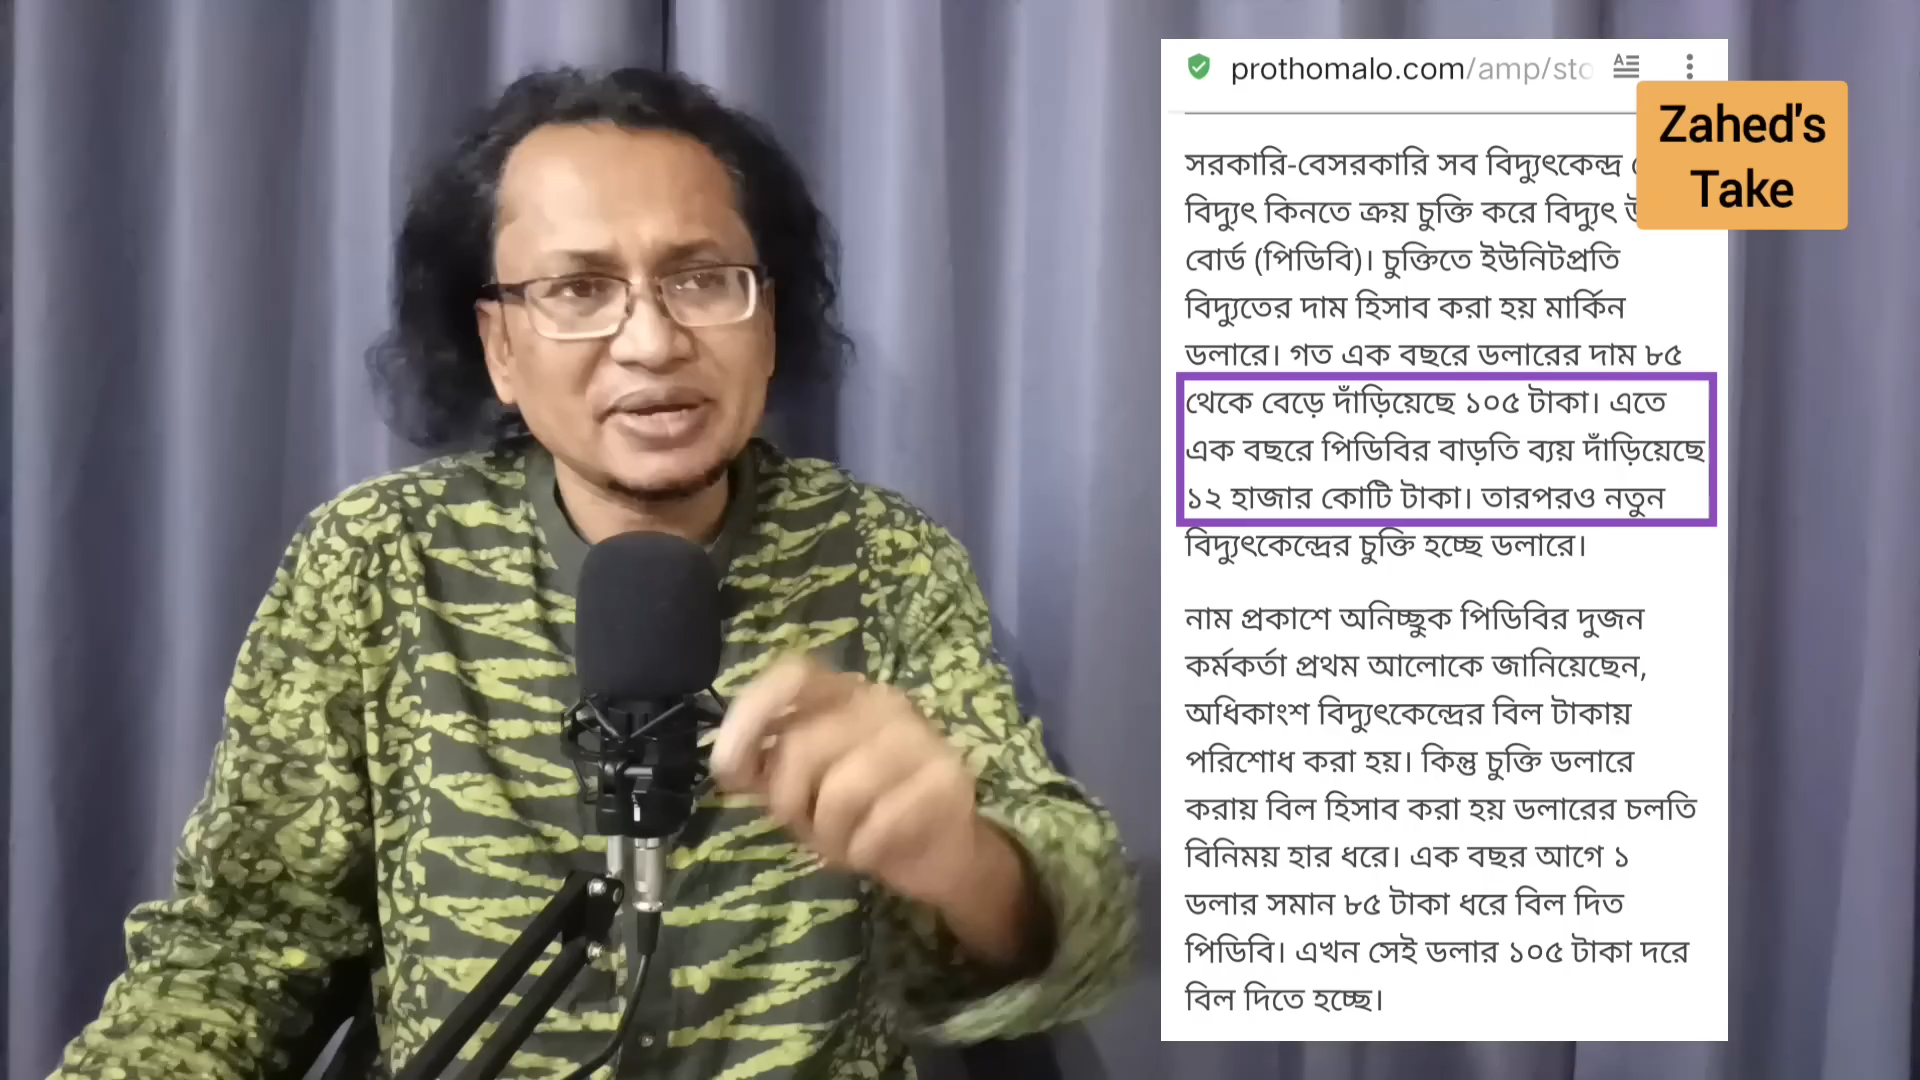 prothomalo.com/amp/sto
Zahed's
Take
সরকারি-বেসরকারি সব বিদ্যুৎকেন্দ্র
বিদ্যুৎ কিনতে ক্রয় চুক্তি করে বিদ্যুৎ
বোর্ড (পিডিবি)। চুক্তিতে ইউনিটপ্রতি
বিদ্যুতের দাম হিসাব করা হয় মার্কিন
ডলারে। গত এক বছরে ডলারের দাম ৮৫
থেকে বেড়ে দাঁড়িয়েছে ১০৫ টাকা। এতে
এক বছরে পিডিবির বাড়তি ব্যয় দাঁড়িয়েছে
১২ হাজার কোটি টাকা। তারপরও নতুন
বিদ্যুৎকেন্দ্রের চুক্তি হচ্ছে ডলারে।
নাম প্রকাশে অনিচ্ছুক পিডিবির দুজন
কর্মকর্তা প্রথম আলোকে জানিয়েছেন,
অধিকাংশ বিদ্যুৎকেন্দ্রের বিল টাকায়
পরিশোধ করা হয়। কিন্তু চুক্তি ডলারে
করায় বিল হিসাব করা হয় ডলারের চলতি
বিনিময় হার ধরে। এক বছর আগে ১
ডলার সমান ৮৫ টাকা ধরে বিল দিত
পিডিবি। এখন সেই ডলার ১০৫ টাকা দরে
বিল দিতে হচ্ছে।